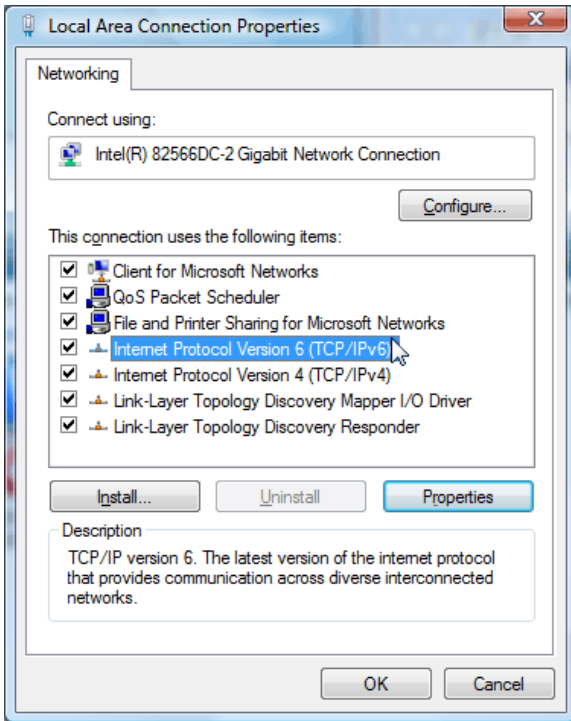 Local Area Connection Properties
Networking
Connect using:
Intel(R) 82566DC-2 Gigabit Network Connection
Configure...
This connection uses the following items:
Client for Microsoft Networks
QoS Packet Scheduler
File and Printer Sharing for Microsoft Networks
Internet Protocol Version 6 (TCP/IPv6)
Internet Protocol Version 4 (TCP/IPv4)
Link-Layer Topology Discovery Mapper I/O Driver
Link-Layer Topology Discovery Responder
Install... Uninstall Properties
Description
TCP/IP version 6. The latest version of the internet protocol
that provides communication across diverse interconnected
networks.
OK Cancel